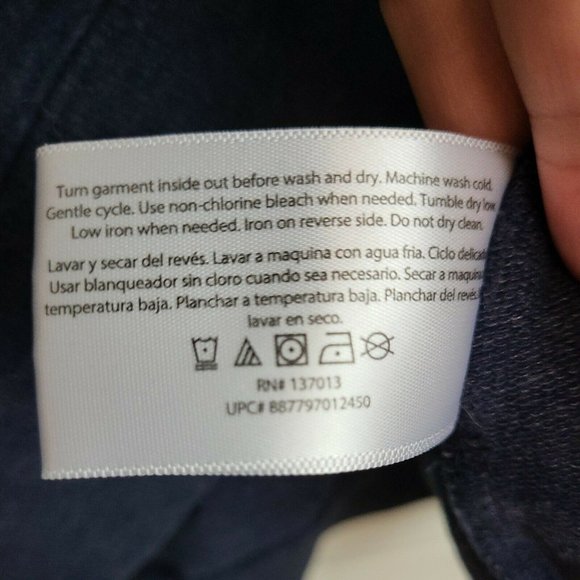 Turn garment inside out before wash and dry. Machine wash cold.
Gentle cycle. Use non-chlorine bleach when needed. Tumble dry low.
Low iron when needed. Iron on reverse side. Do not dry clean.
Lavar y secar del revés. Lavar a maquina con agua fria. Ciclo delicado
Usar blanqueador sin cloro cuando sea necesario. Secar a maquina
temperatura baja. Planchar a temperatura baja. Planchar del revés.
lavar en seco.
RN# 137013
UPC# 887797012450